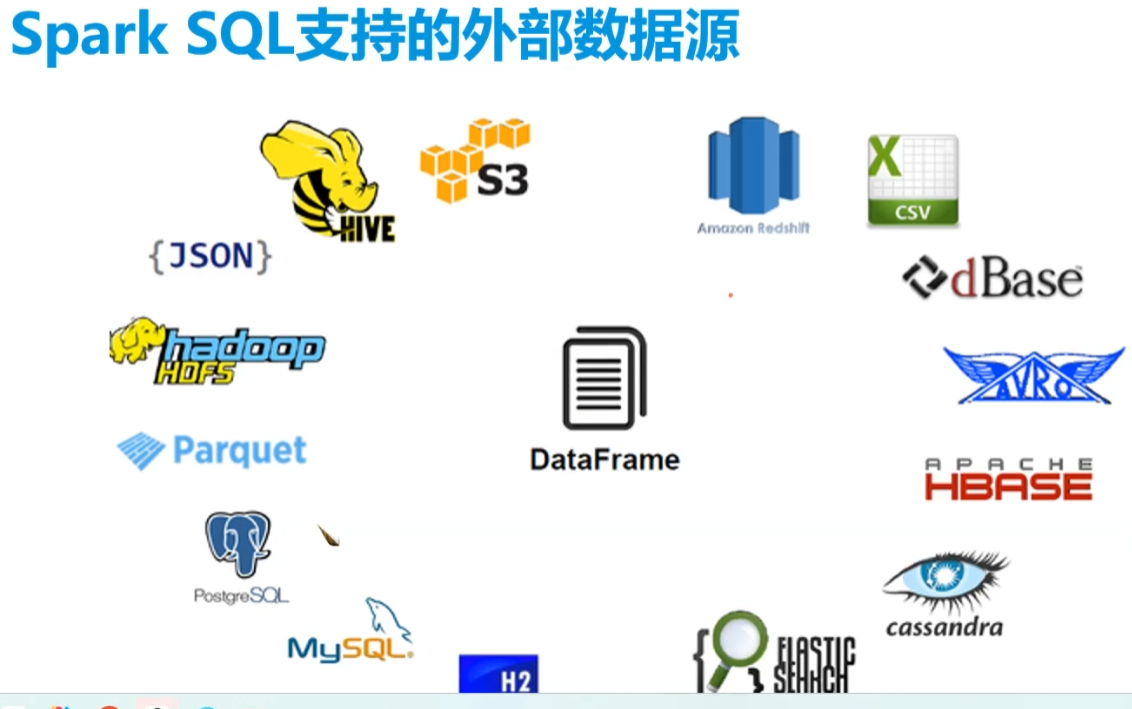 Spark SQL支持的外部数据源
HIVE
S3
Amazon Redshift
X
CSV
{JSON}
dBase
hadoop
HDFS
AVRO
Parquet
DataFrame
APACHE
HBASE
PostgreSQL
cassandra
MySQL®
H2
{
}
ELASTIC
SEARCH